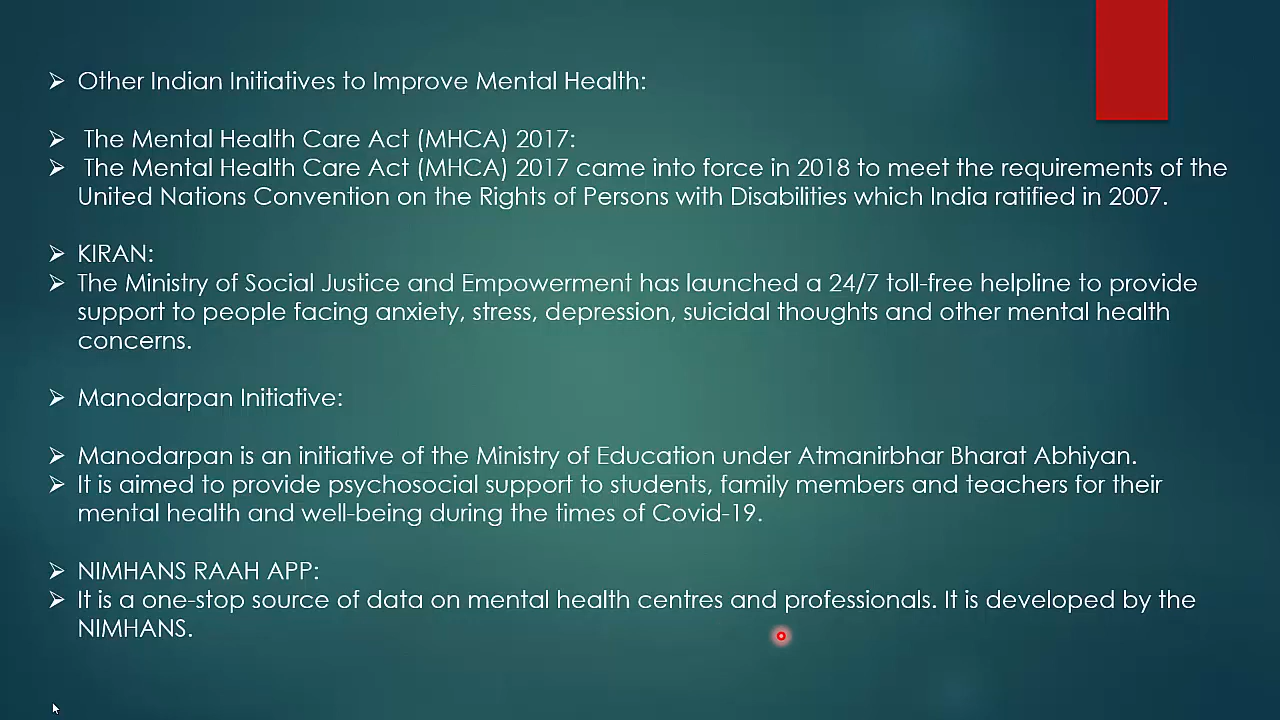 ➢ Other Indian Initiatives to Improve Mental Health:
➢ The Mental Health Care Act (MHCA) 2017:
➢ The Mental Health Care Act (MHCA) 2017 came into force in 2018 to meet the requirements of the
United Nations Convention on the Rights of Persons with Disabilities which India ratified in 2007.
➢ KIRAN:
➢ The Ministry of Social Justice and Empowerment has launched a 24/7 toll-free helpline to provide
support to people facing anxiety, stress, depression, suicidal thoughts and other mental health
concerns.
➢ Manodarpan Initiative:
➢ Manodarpan is an initiative of the Ministry of Education under Atmanirbhar Bharat Abhiyan.
➢ It is aimed to provide psychosocial support to students, family members and teachers for their
mental health and well-being during the times of Covid-19.
➢ NIMHANS RAAH APP:
➢ It is a one-stop source of data on mental health centres and professionals. It is developed by the
NIMHANS.